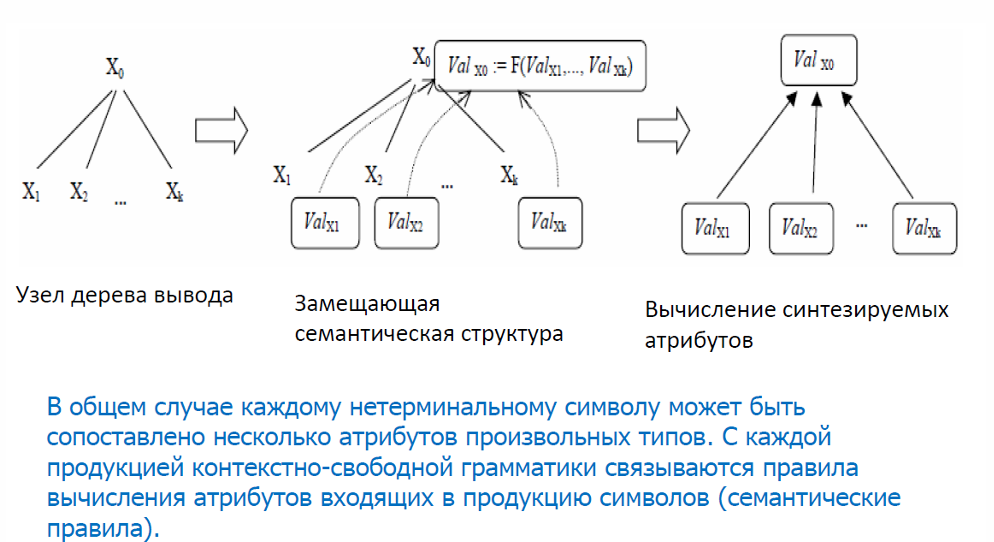 X0
X1 X2 ... Xk
X0 Val X0 := F(ValX1,..., Val Xk)
X1 X2 ... Xk
ValX1 ValX2 ValXk
Val X0
ValX1 ValX2 ... ValXk
Узел дерева вывода
Замещающая
семантическая структура
Вычисление синтезируемых
атрибутов
В общем случае каждому нетерминальному символу может быть
сопоставлено несколько атрибутов произвольных типов. С каждой
продукцией контекстно-свободной грамматики связываются правила
вычисления атрибутов входящих в продукцию символов (семантические
правила).